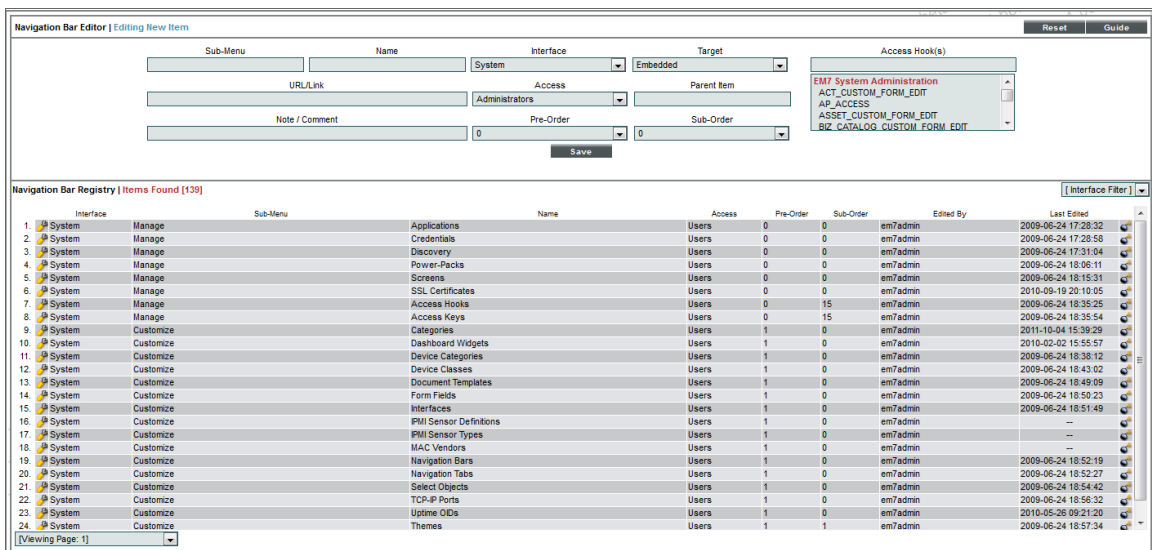 Navigation Bar Editor | Editing New Item Reset Guide
Sub-Menu Name Interface Target Access Hook(s)
System Embedded
URL/Link Access Parent Item
Administrators
EM7 System Administration
ACT_CUSTOM_FORM_EDIT
AP_ACCESS
ASSET_CUSTOM_FORM_EDIT
BIZ_CATALOG_CUSTOM_FORM_EDIT
Note / Comment Pre-Order Sub-Order
0 0
Save
Navigation Bar Registry | Items Found [139] [ Interface Filter ]
Interface Sub-Menu Name Access Pre-Order Sub-Order Edited By Last Edited
1. System Manage Applications Users 0 0 em7admin 2009-06-24 17:28:32
2. System Manage Credentials Users 0 0 em7admin 2009-06-24 17:28:58
3. System Manage Discovery Users 0 0 em7admin 2009-06-24 17:31:04
4. System Manage Power-Packs Users 0 0 em7admin 2009-06-24 18:06:11
5. System Manage Screens Users 0 0 em7admin 2009-06-24 18:15:31
6. System Manage SSL Certificates Users 0 0 em7admin 2010-09-19 20:10:05
7. System Manage Access Hooks Users 0 15 em7admin 2009-06-24 18:35:25
8. System Manage Access Keys Users 0 15 em7admin 2009-06-24 18:35:54
9. System Customize Categories Users 1 0 em7admin 2011-10-04 15:39:29
10. System Customize Dashboard Widgets Users 1 0 em7admin 2010-02-02 15:55:57
11. System Customize Device Categories Users 1 0 em7admin 2009-06-24 18:38:12
12. System Customize Device Classes Users 1 0 em7admin 2009-06-24 18:43:02
13. System Customize Document Templates Users 1 0 em7admin 2009-06-24 18:49:09
14. System Customize Form Fields Users 1 0 em7admin 2009-06-24 18:50:23
15. System Customize Interfaces Users 1 0 em7admin 2009-06-24 18:51:49
16. System Customize IPMI Sensor Definitions Users 1 0 em7admin --
17. System Customize IPMI Sensor Types Users 1 0 em7admin --
18. System Customize MAC Vendors Users 1 0 em7admin --
19. System Customize Navigation Bars Users 1 0 em7admin 2009-06-24 18:52:19
20. System Customize Navigation Tabs Users 1 0 em7admin 2009-06-24 18:52:27
21. System Customize Select Objects Users 1 0 em7admin 2009-06-24 18:54:42
22. System Customize TCP-IP Ports Users 1 0 em7admin 2009-06-24 18:56:32
23. System Customize Uptime OIDs Users 1 0 em7admin 2010-05-26 09:21:20
24. System Customize Themes Users 1 1 em7admin 2009-06-24 18:57:34
[Viewing Page: 1]